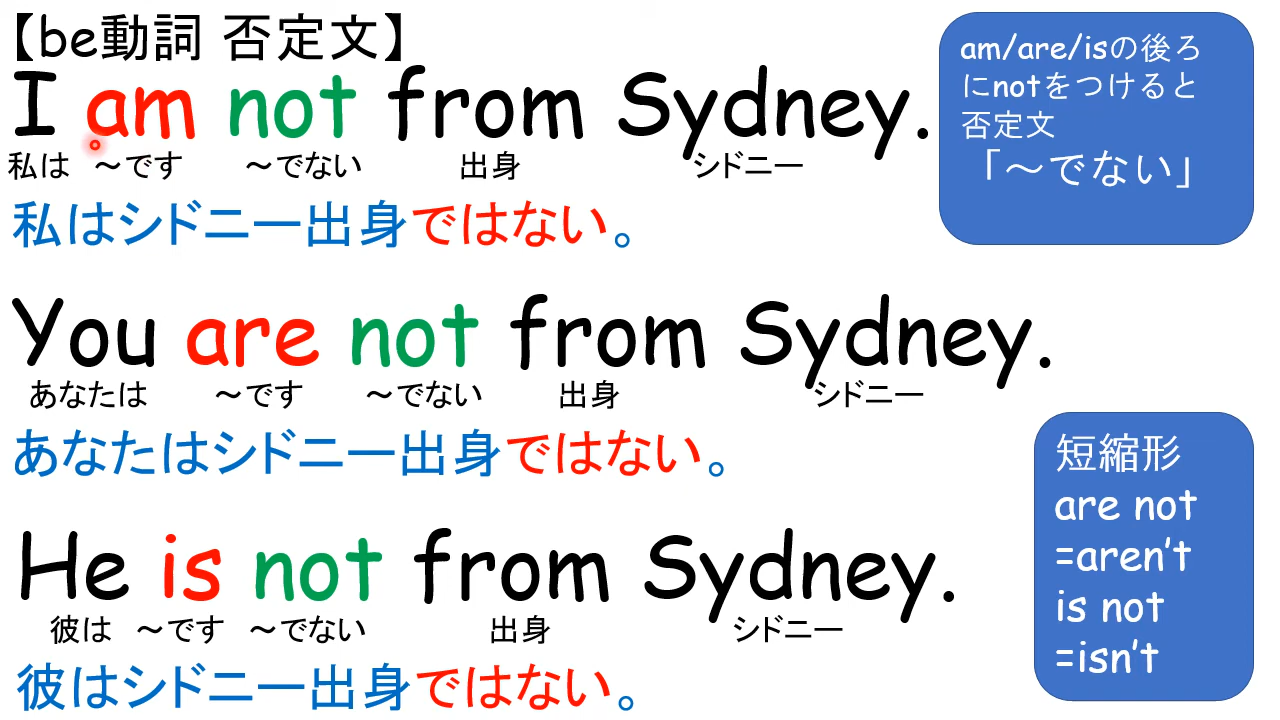 【be動詞 否定文】
I am not from Sydney.
私は ～です ～でない 出身 シドニー
私はシドニー出身ではない。
am/are/isの後ろ
にnotをつけると
否定文
「～でない」
You are not from Sydney.
あなたは ～です ～でない 出身 シドニー
あなたはシドニー出身ではない。
He is not from Sydney.
彼は ～です ～でない 出身 シドニー
彼はシドニー出身ではない。
短縮形
are not
=aren’t
is not
=isn’t